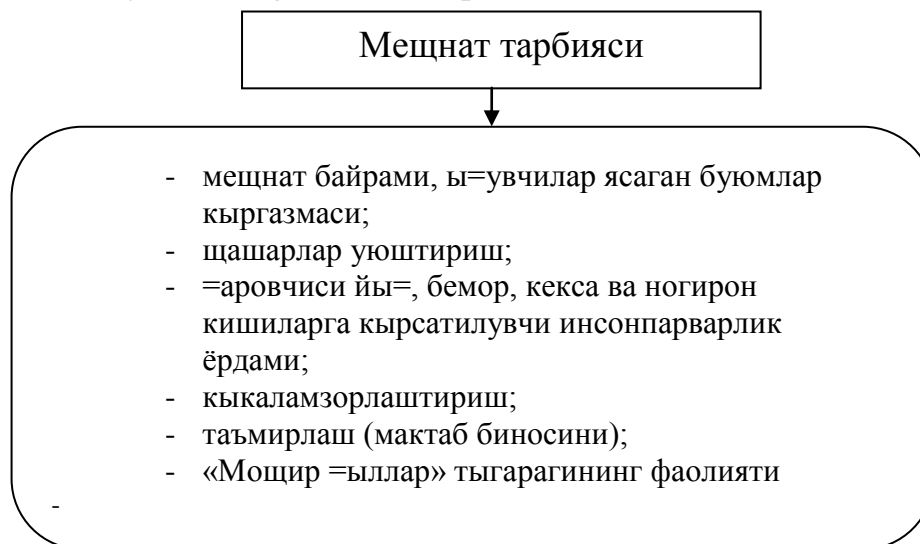 Мещнат тарбияси
- мещнат байрами, ы=увчилар ясаган буюмлар
кыргазмаси;
- щашарлар уюштириш;
- =аровчиси йы=, бемор, кекса ва ногирон
кишиларга кырсатилувчи инсонпарварлик
ёрдами;
- кыкаламзорлаштириш;
- таъмирлаш (мактаб биносини);
- «Мощир =ыллар» тыгарагининг фаолияти
-